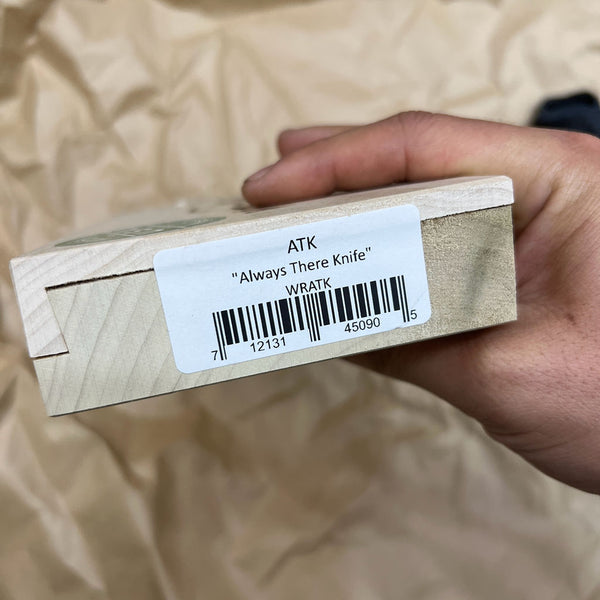 ATK
"Always There Knife"
WRATK
7 12131 45090 5